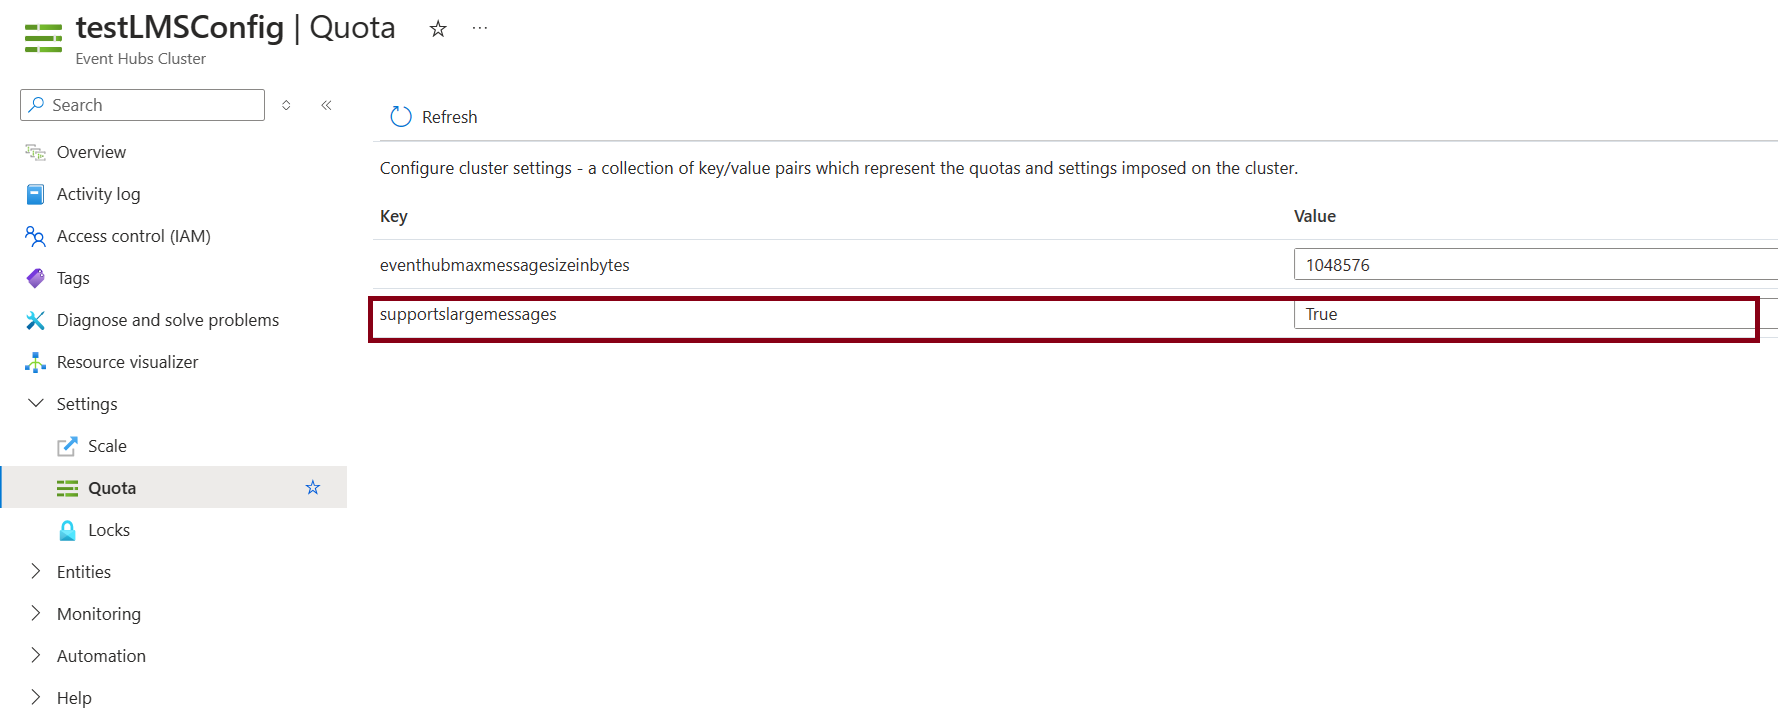 testLMSConfig | Quota
Event Hubs Cluster
Search
Overview
Activity log
Access control (IAM)
Tags
Diagnose and solve problems
Resource visualizer
Settings
Scale
Quota
Locks
Entities
Monitoring
Automation
Help
Refresh
Configure cluster settings - a collection of key/value pairs which represent the quotas and settings imposed on the cluster.
Key Value
eventhubmaxmessagesizeinbytes 1048576
supportslargemessages True